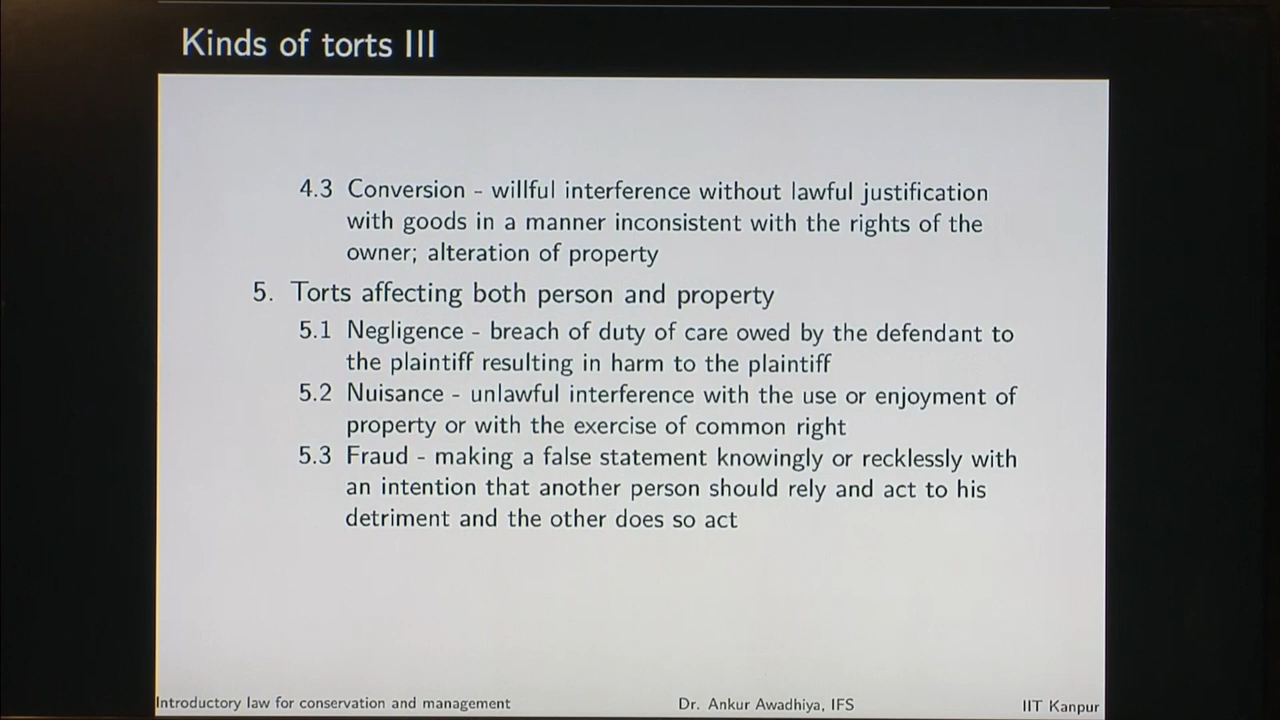 Kinds of torts III
4.3 Conversion - willful interference without lawful justification
with goods in a manner inconsistent with the rights of the
owner; alteration of property
5. Torts affecting both person and property
5.1 Negligence - breach of duty of care owed by the defendant to
the plaintiff resulting in harm to the plaintiff
5.2 Nuisance - unlawful interference with the use or enjoyment of
property or with the exercise of common right
5.3 Fraud - making a false statement knowingly or recklessly with
an intention that another person should rely and act to his
detriment and the other does so act
Introductory law for conservation and management Dr. Ankur Awadhiya, IFS IIT Kanpur